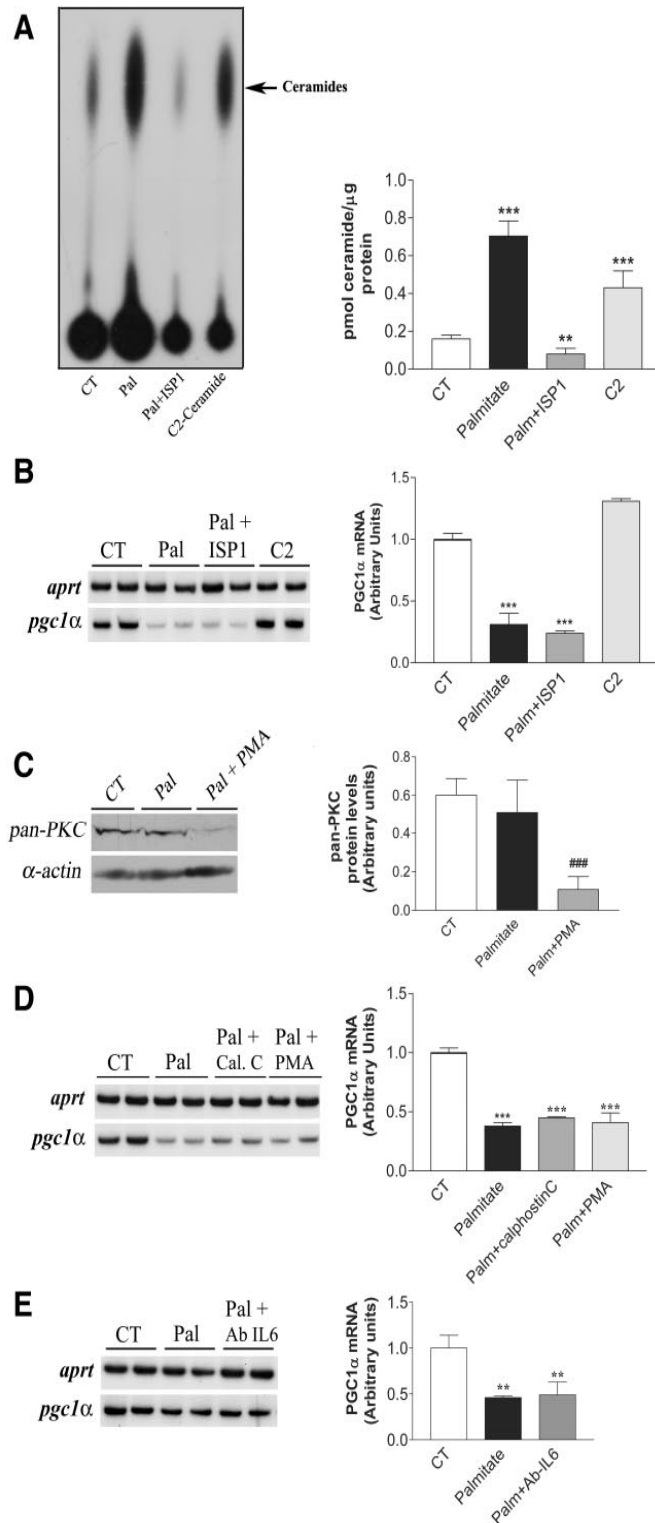 A
Ceramides
CT
Pal
Pal+ISP1
C2-Ceramide
pmol ceramide/µg
protein
1.0
0.8
0.6
0.4
0.2
0.0
***
**
***
CT
Palmitate
Palm+ISP1
C2
B
CT
Pal
Pal +
ISP1
C2
aprt
pgc1α
PGC1α mRNA
(Arbitrary Units)
1.5
1.0
0.5
0.0
***
***
CT
Palmitate
Palm+ISP1
C2
C
CT
Pal
Pal + PMA
pan-PKC
α-actin
pan-PKC
protein levels
(Arbitrary units)
0.8
0.6
0.4
0.2
0.0
###
CT
Palmitate
Palm+PMA
D
CT
Pal
Pal +
Cal. C
Pal +
PMA
aprt
pgc1α
PGC1α mRNA
(Arbitrary Units)
1.5
1.0
0.5
0.0
***
***
***
CT
Palmitate
Palm+calphostinC
Palm+PMA
E
CT
Pal
Pal +
Ab IL6
aprt
pgc1α
PGC1α mRNA
(Arbitrary units)
1.5
1.0
0.5
0.0
**
**
CT
Palmitate
Palm+Ab-IL6